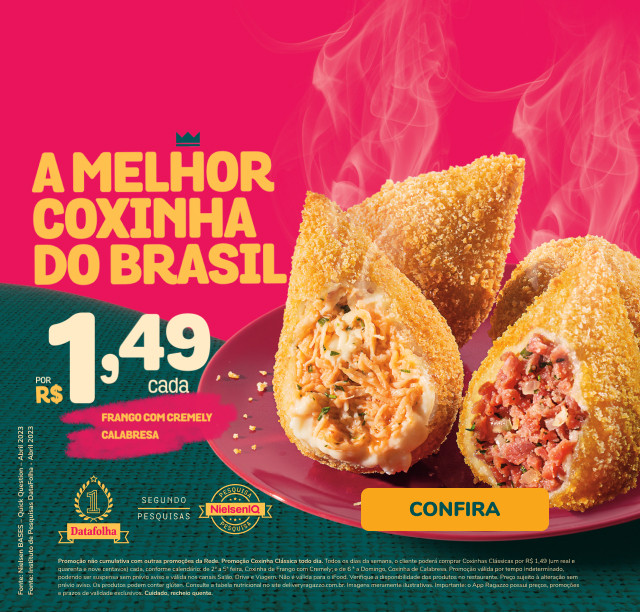 A MELHOR
COXINHA
DO BRASIL
POR
R$ 1,49
cada
FRANGO COM CREMELY
CALABRESA
Fonte: Nielsen BASES - Quick Question - Abril 2023
Fonte: Instituto de Pesquisas DataFolha - Abril 2023
1
Datafolha
SEGUNDO
PESQUISAS
PESQUISA
NielsenIQ
PESQUISA
CONFIRA
Promoção não cumulativa com outras promoções da Rede. Promoção Coxinha Clássico todo dia. Todos os dias da semana, o cliente poderá comprar Coxinhas Clássicas por R$ 1,49 (um real e
quarenta e nove centavos) cada, conforme calendário: de 2ª a 5ª feira, Coxinha de Frango com Cremely; e de 6ª a Domingo, Coxinha de Calabresa. Promoção válida por tempo indeterminado,
podendo ser suspensa sem prévio aviso e válida nos canais Salão, Drive e Viagem. Não é válida para o iFood. Verifique a disponibilidade dos produtos no restaurante. Preço sujeito à alteração sem
prévio aviso. Os produtos podem conter glúten. Consulte a tabela nutricional no site deliveryragazzo.com.br. Imagens meramente ilustrativas. Importante: o App Ragazzo possui preços, promoções
e prazos de validade exclusivos. Cuidado, recheio quente.